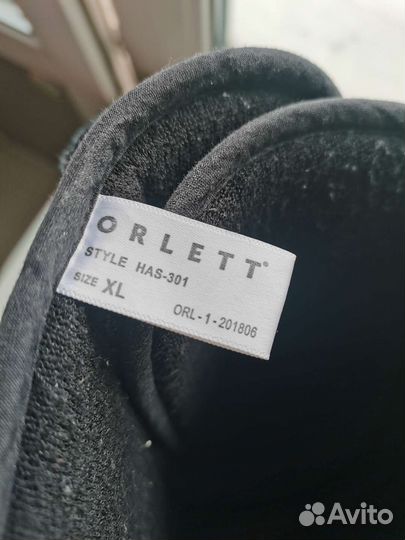 ORLETT®
STYLE HAS-301
SIZE XL
ORL-1-201806
Avito